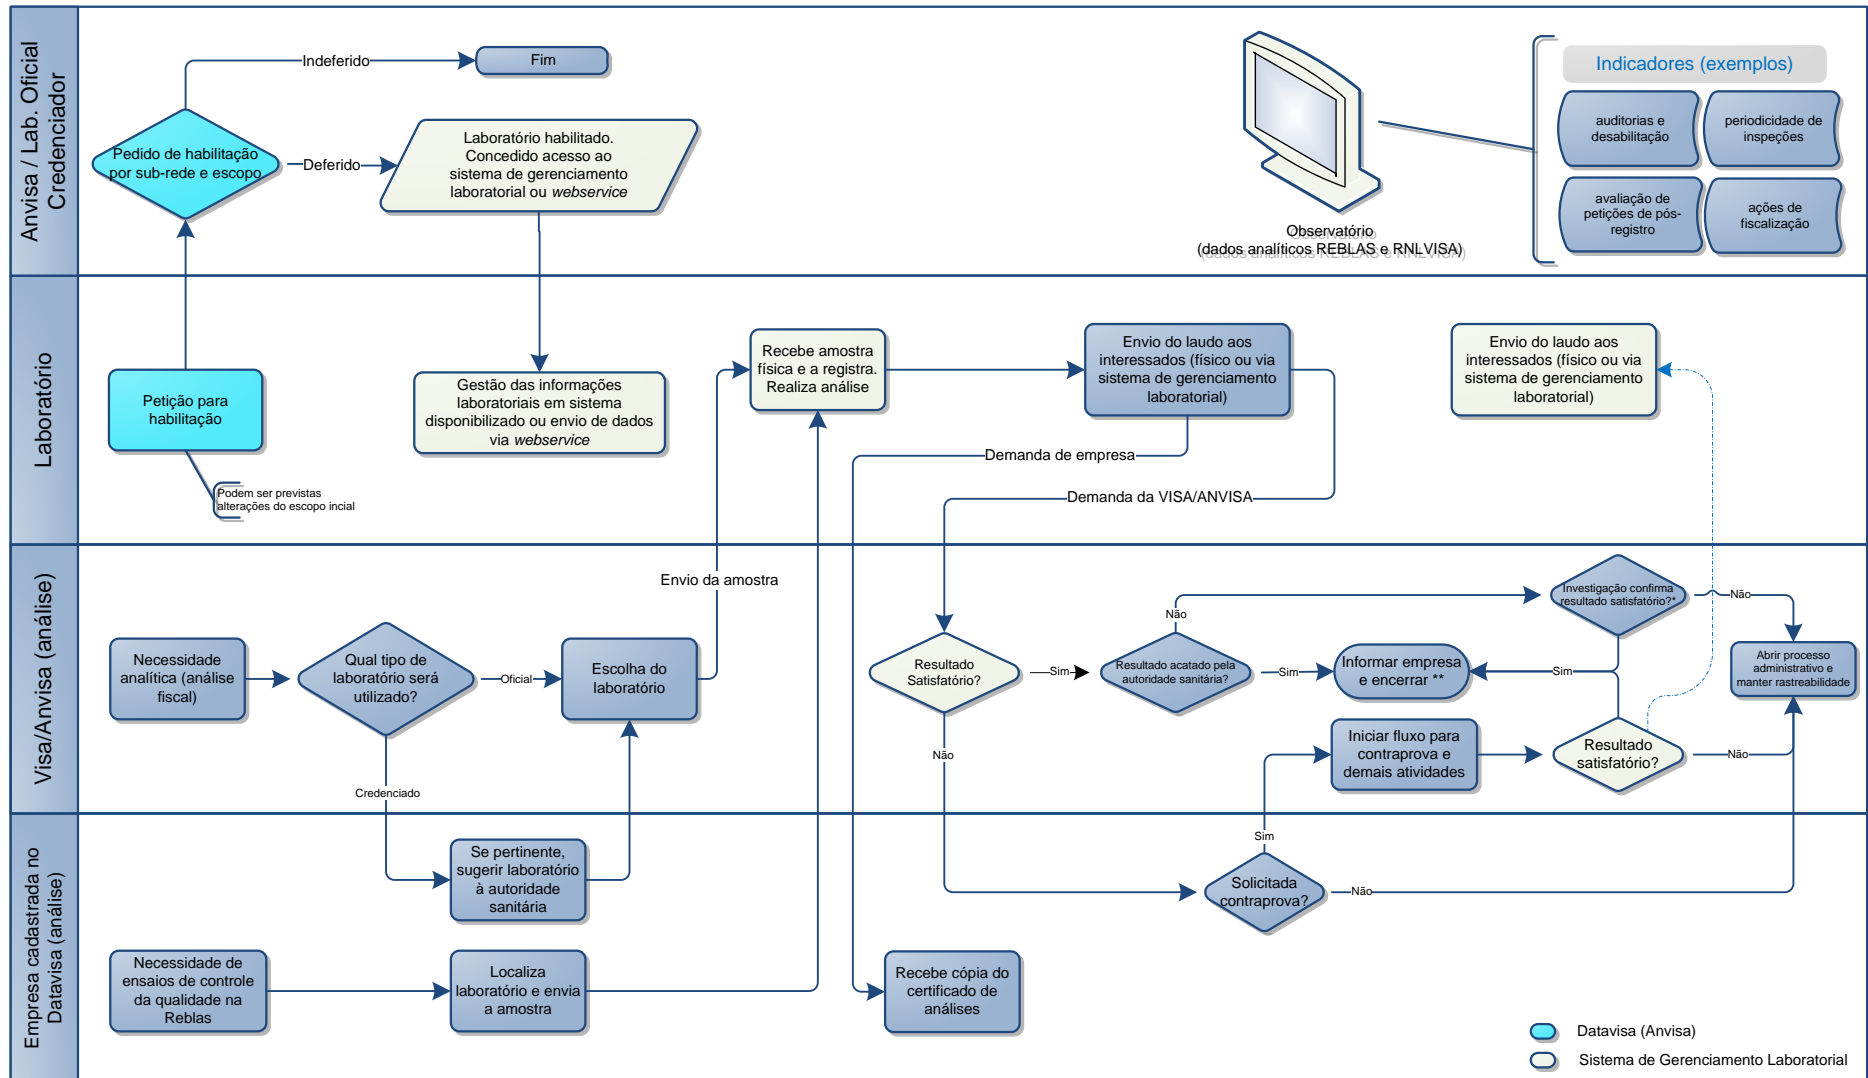 Anvisa / Lab. Oficial
Credenciador
Indeferido
Fim
Pedido de habilitação
por sub-rede e escopo
Deferido
Laboratório habilitado.
Concedido acesso ao
sistema de gerenciamento
laboratorial ou webservice
Observatório
(dados analíticos REBLAS e RNLVISA)
Indicadores (exemplos)
auditorias e
desabilitação
periodicidade de
inspeções
avaliação de
petições de pós-
registro
ações de
fiscalização
Laboratório
Petição para
habilitação
Podem ser previstas
alterações do escopo incial
Gestão das informações
laboratoriais em sistema
disponibilizado ou envio de dados
via webservice
Recebe amostra
física e a registra.
Realiza análise
Envio do laudo aos
interessados (físico ou via
sistema de gerenciamento
laboratorial)
Envio do laudo aos
interessados (físico ou via
sistema de gerenciamento
laboratorial)
Demanda de empresa
Demanda da VISA/ANVISA
Visa/Anvisa (análise)
Necessidade
analítica (análise
fiscal)
Qual tipo de
laboratório será
utilizado?
Oficial
Credenciado
Escolha do
laboratório
Envio da amostra
Resultado
Satisfatório?
Sim
Não
Resultado acatado pela
autoridade sanitária?
Não
Sim
Informar empresa
e encerrar **
Investigação confirma
resultado satisfatório?*
Não
Sim
Abrir processo
administrativo e
manter rastreabilidade
Iniciar fluxo para
contraprova e
demais atividades
Resultado
satisfatório?
Não
Empresa cadastrada no
Datavisa (análise)
Se pertinente,
sugerir laboratório
à autoridade
sanitária
Sim
Solicitada
contraprova?
Não
Necessidade de
ensaios de controle
da qualidade na
Reblas
Localiza
laboratório e envia
a amostra
Recebe cópia do
certificado de
análises
Datavisa (Anvisa)
Sistema de Gerenciamento Laboratorial